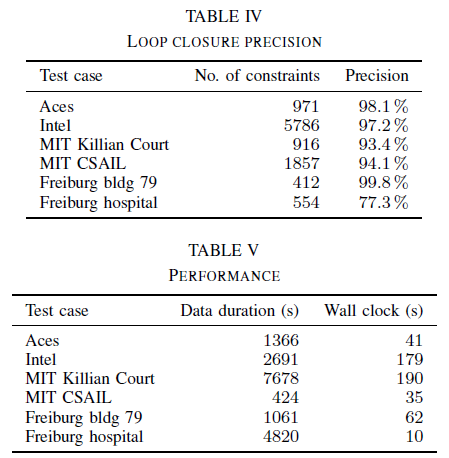 TABLE IV
LOOP CLOSURE PRECISION
Test case No. of constraints Precision
Aces 971 98.1 %
Intel 5786 97.2 %
MIT Killian Court 916 93.4 %
MIT CSAIL 1857 94.1 %
Freiburg bldg 79 412 99.8 %
Freiburg hospital 554 77.3 %
TABLE V
PERFORMANCE
Test case Data duration (s) Wall clock (s)
Aces 1366 41
Intel 2691 179
MIT Killian Court 7678 190
MIT CSAIL 424 35
Freiburg bldg 79 1061 62
Freiburg hospital 4820 10